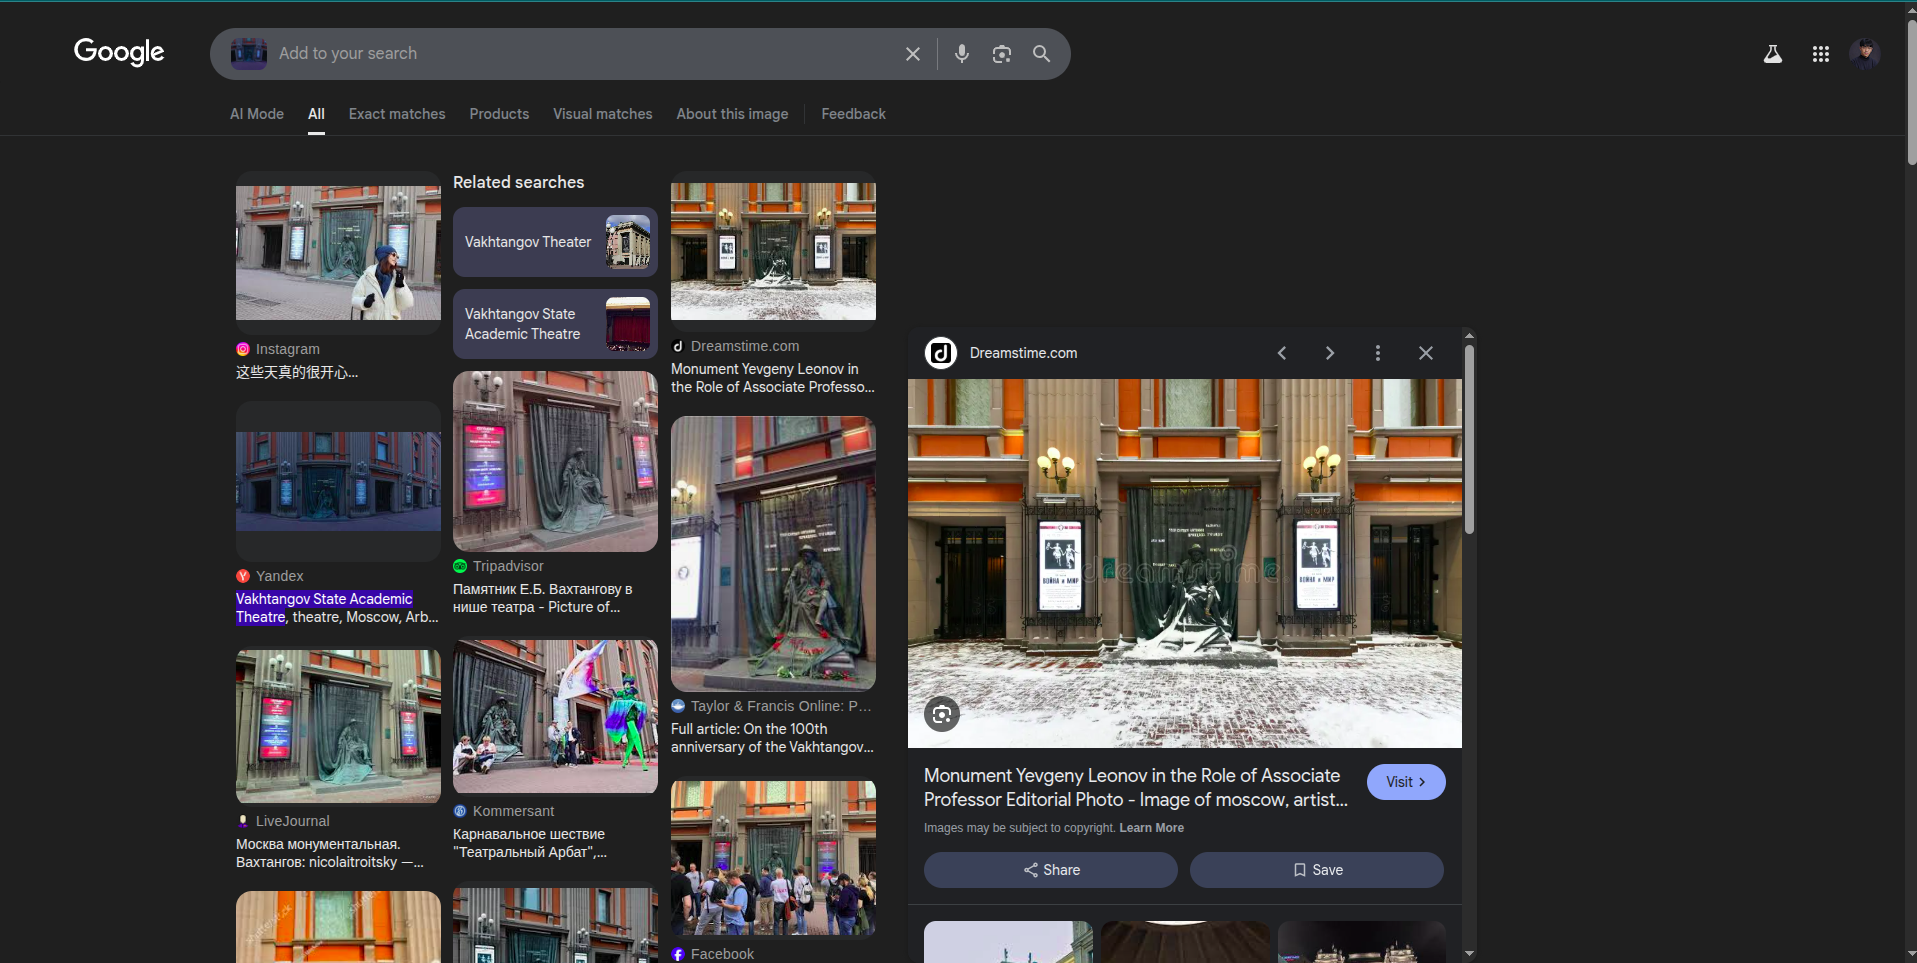 Google
Add to your search
AI Mode
All
Exact matches
Products
Visual matches
About this image
Feedback
Instagram
这些天真的很开心...
Yandex
Vakhtangov State Academic
Theatre, theatre, Moscow, Arb...
LiveJournal
Москва монументальная.
Вахтангов: nicolaitroitsky —...
Related searches
Vakhtangov Theater
Vakhtangov State
Academic Theatre
Tripadvisor
Памятник Е.Б. Вахтангову в
нише театра - Picture of...
Kommersant
Карнавальное шествие
"Театральный Арбат",...
Dreamstime.com
Monument Yevgeny Leonov in
the Role of Associate Professo...
Taylor & Francis Online: P...
Full article: On the 100th
anniversary of the Vakhtangov...
Facebook
Dreamstime.com
ВОЙНА и МИР
dreamstime
ВОЙНА и МИР
Monument Yevgeny Leonov in the Role of Associate
Professor Editorial Photo - Image of moscow, artist...
Visit
Images may be subject to copyright. Learn More
Share
Save